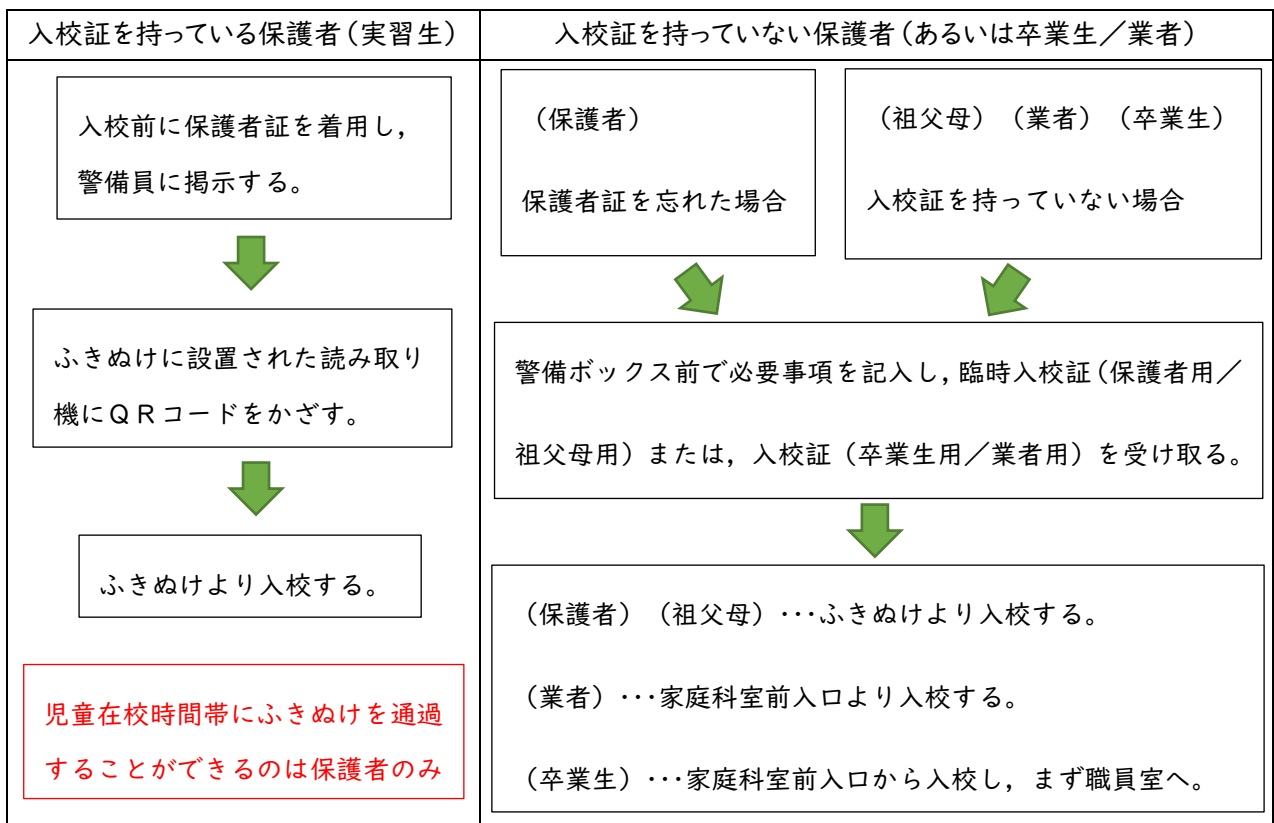 入校証を持っている保護者(実習生)
入校前に保護者証を着用し,
警備員に掲示する。
ふきぬけに設置された読み取り
機にQRコードをかざす。
ふきぬけより入校する。
児童在校時間帯にふきぬけを通過
することができるのは保護者のみ
入校証を持っていない保護者(あるいは卒業生/業者)
(保護者)
保護者証を忘れた場合
(祖父母)(業者)(卒業生)
入校証を持っていない場合
警備ボックス前で必要事項を記入し,臨時入校証(保護者用/
祖父母用)または,入校証(卒業生用/業者用)を受け取る。
(保護者)(祖父母)・・・ふきぬけより入校する。
(業者)・・・家庭科室前入口より入校する。
(卒業生)・・・家庭科室前入口から入校し,まず職員室へ。